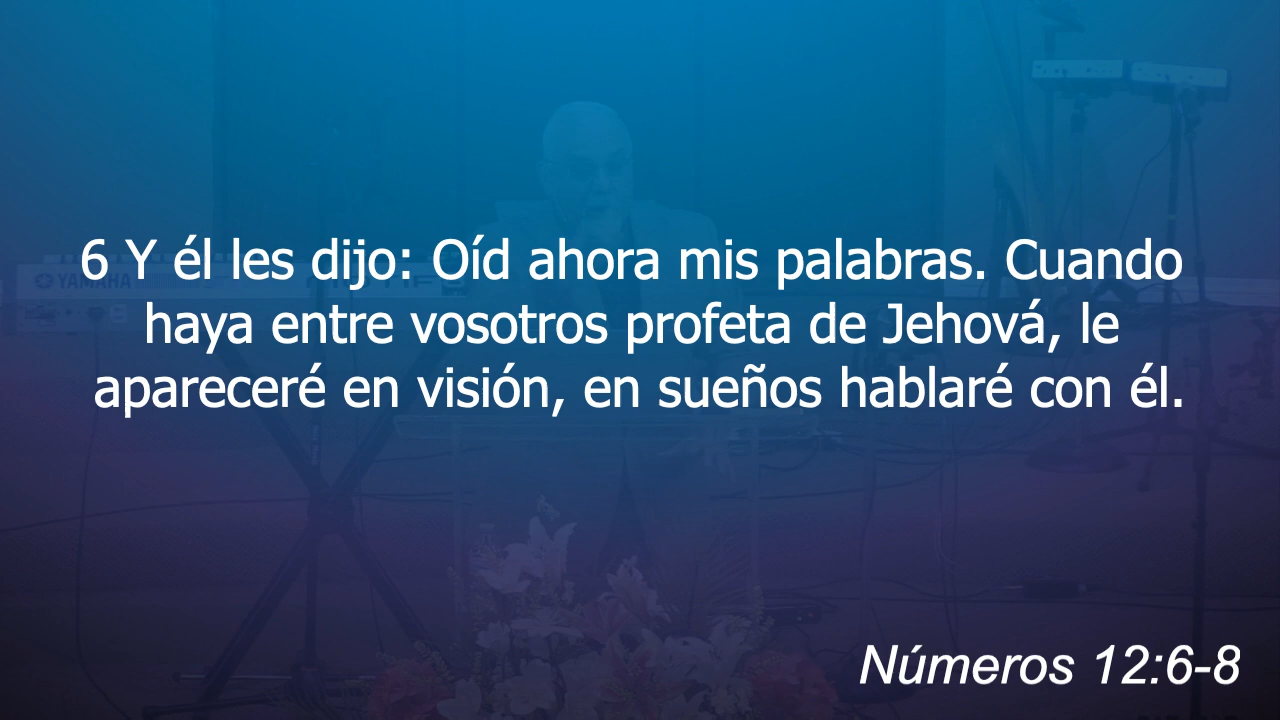 6 Y él les dijo: Oíd ahora mis palabras. Cuando
haya entre vosotros profeta de Jehová, le
apareceré en visión, en sueños hablaré con él.
YAMAHA
Números 12:6-8